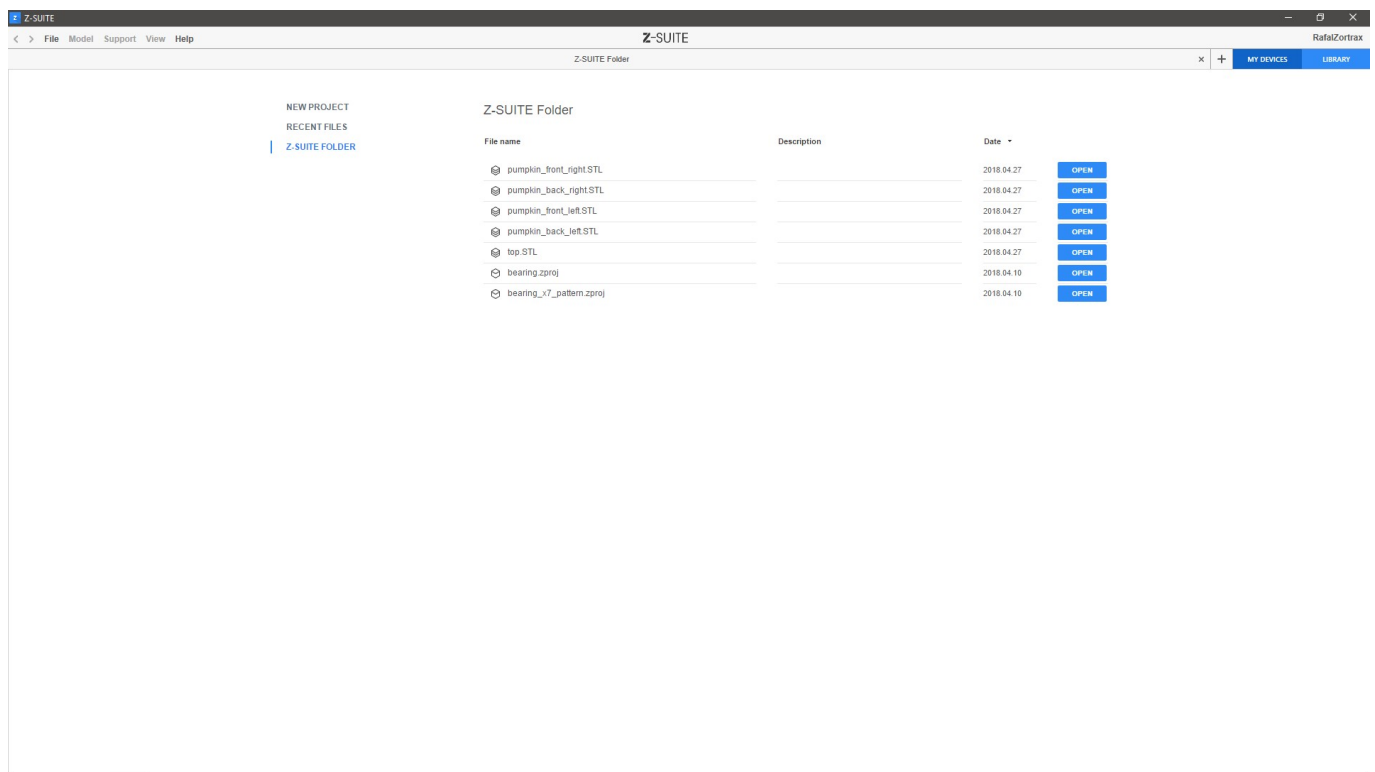 Z-SUITE
File Model Support View Help Z-SUITE RafalZortrax
Z-SUITE Folder MY DEVICES LIBRARY
NEW PROJECT
RECENT FILES
Z-SUITE FOLDER
Z-SUITE Folder
File name Description Date
pumpkin_front_right.STL 2018.04.27 OPEN
pumpkin_back_right.STL 2018.04.27 OPEN
pumpkin_front_left.STL 2018.04.27 OPEN
pumpkin_back_left.STL 2018.04.27 OPEN
top.STL 2018.04.27 OPEN
bearing.zproj 2018.04.10 OPEN
bearing_x7_pattern.zproj 2018.04.10 OPEN